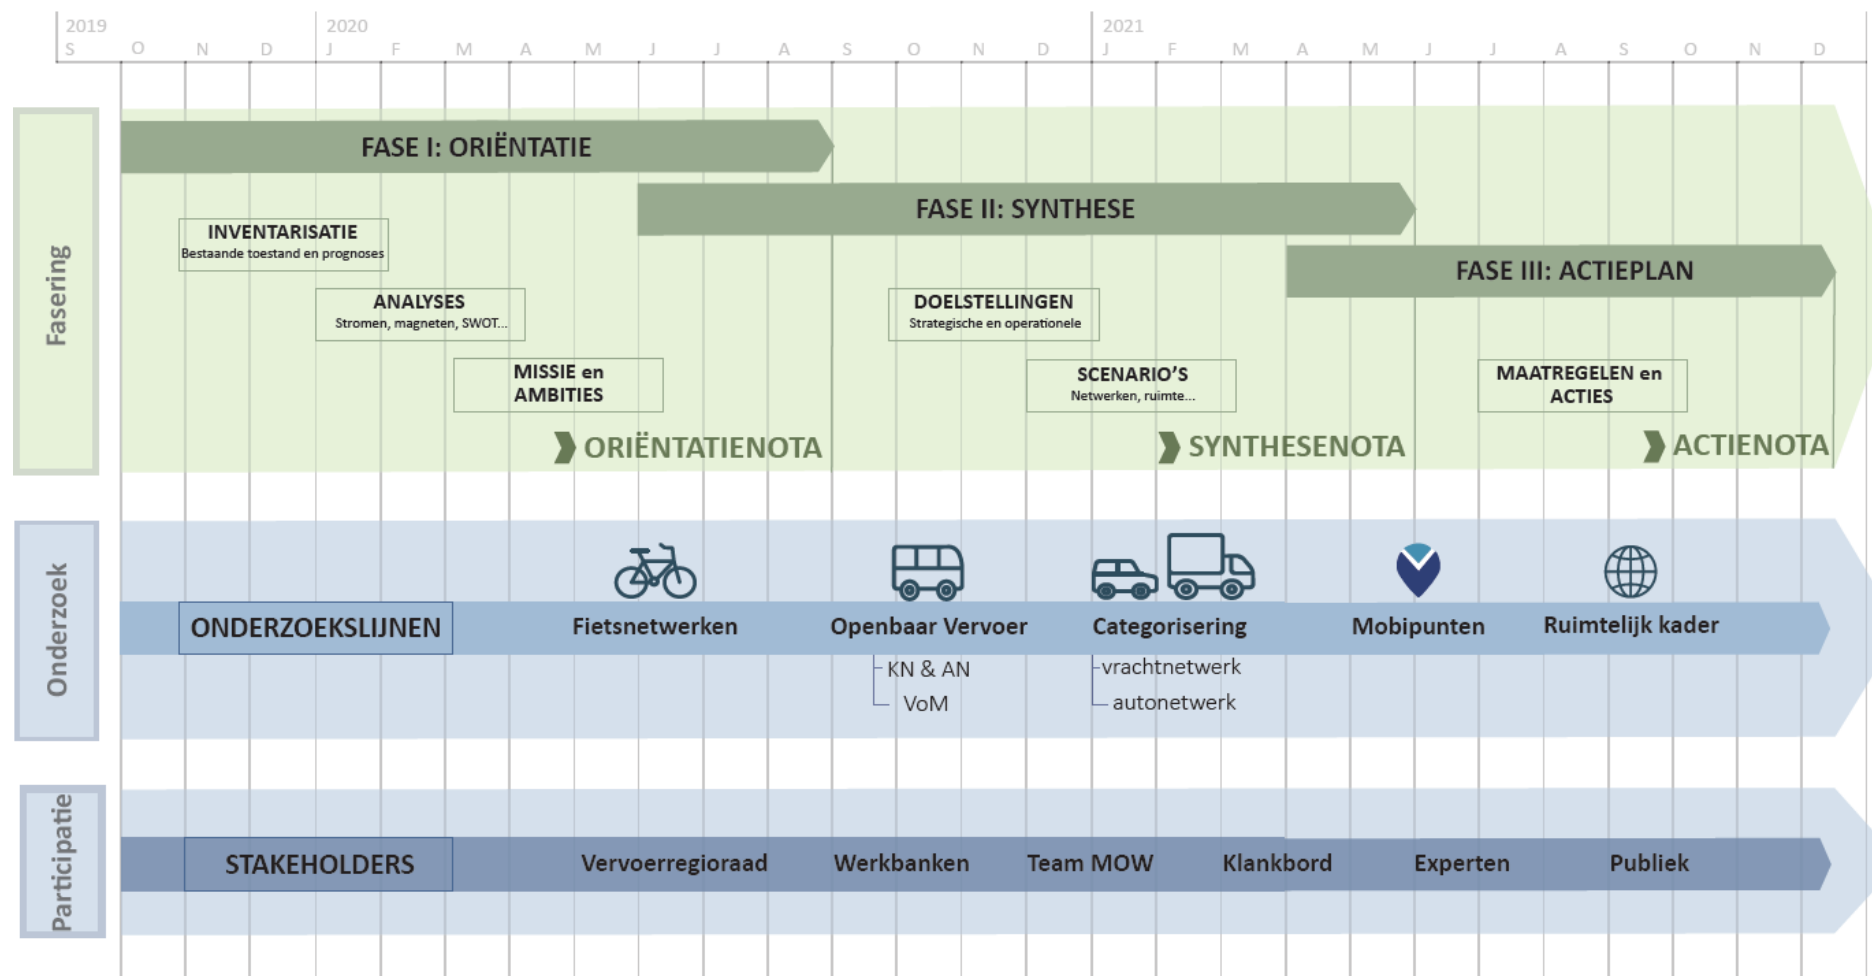 2019 2020 2021
S O N D J F M A M J J A S O N D J F M A M J J A S O N D
Fasering
FASE I: ORIËNTATIE
FASE II: SYNTHESE
FASE III: ACTIEPLAN
INVENTARISATIE
Bestaande toestand en prognoses
ANALYSES
Stromen, magneten, SWOT...
MISSIE en
AMBITIES
DOELSTELLINGEN
Strategische en operationele
SCENARIO'S
Netwerken, ruimte...
MAATREGELEN en
ACTIES
ORIËNTATIENOTA
SYNTHESENOTA
ACTIENOTA
Onderzoek
ONDERZOEKSLIJNEN
Fietsnetwerken
Openbaar Vervoer
KN & AN
VoM
Categorisering
vrachtnetwerk
autonetwerk
Mobipunten
Ruimtelijk kader
Participatie
STAKEHOLDERS
Vervoerregioraad
Werkbanken
Team MOW
Klankbord
Experten
Publiek